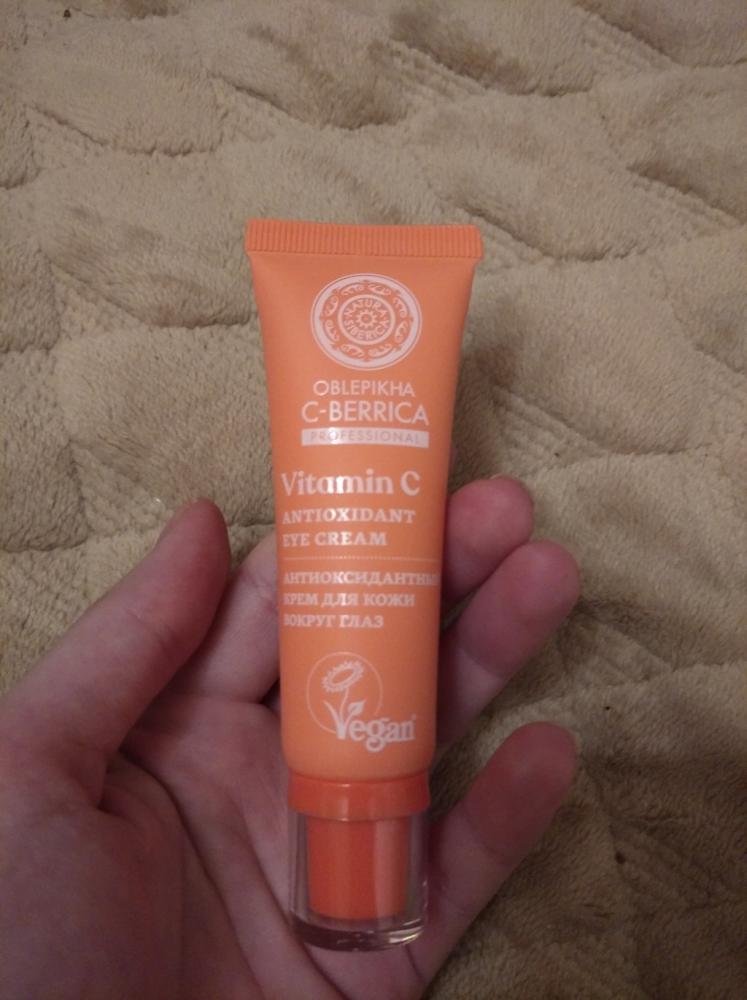 NATURA
SIBERICA
OBLEPIKHA
C-BERRICA
PROFESSIONAL
Vitamin C
ANTIOXIDANT
EYE CREAM
АНТИОКСИДАНТНЫЙ
КРЕМ ДЛЯ КОЖИ
ВОКРУГ ГЛАЗ
Vegan